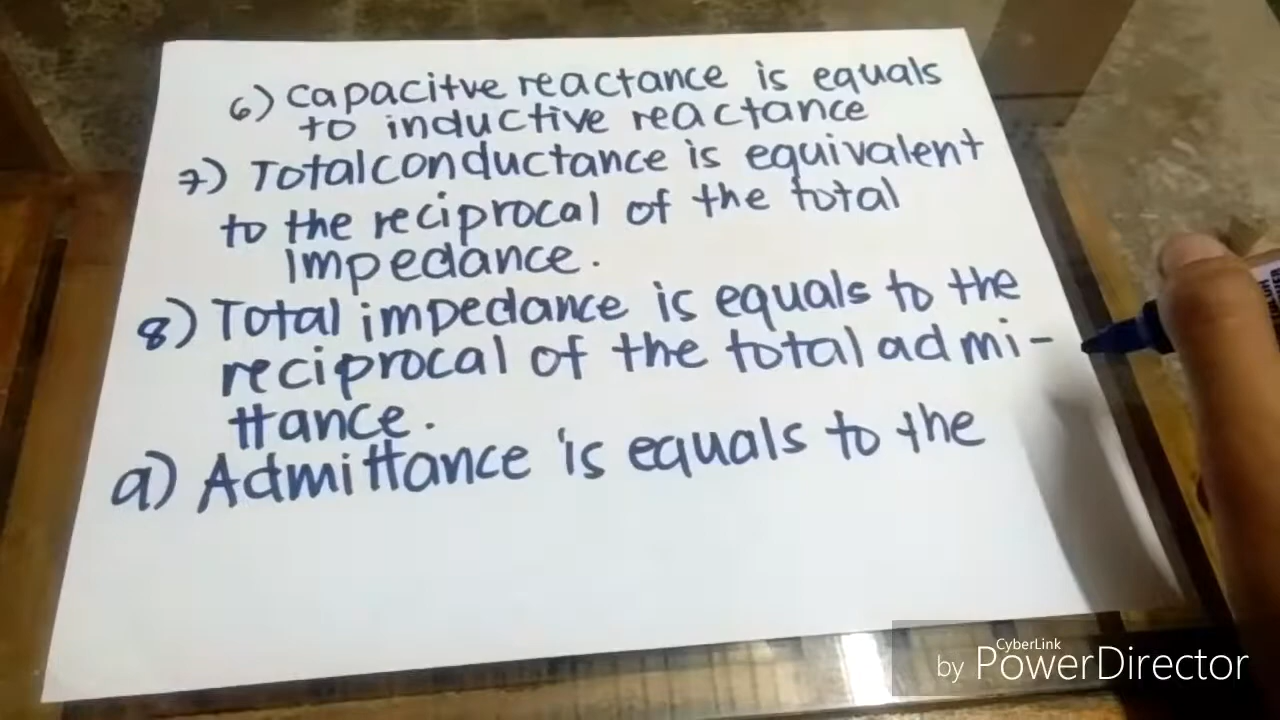 6) capacitve reactance is equals
to inductive reactance
7) Total conductance is equivalent
to the reciprocal of the total
Impedance.
8) Total impedance is equals to the
reciprocal of the total admi-
ttance.
9) Admittance is equals to the
CyberLink
by PowerDirector